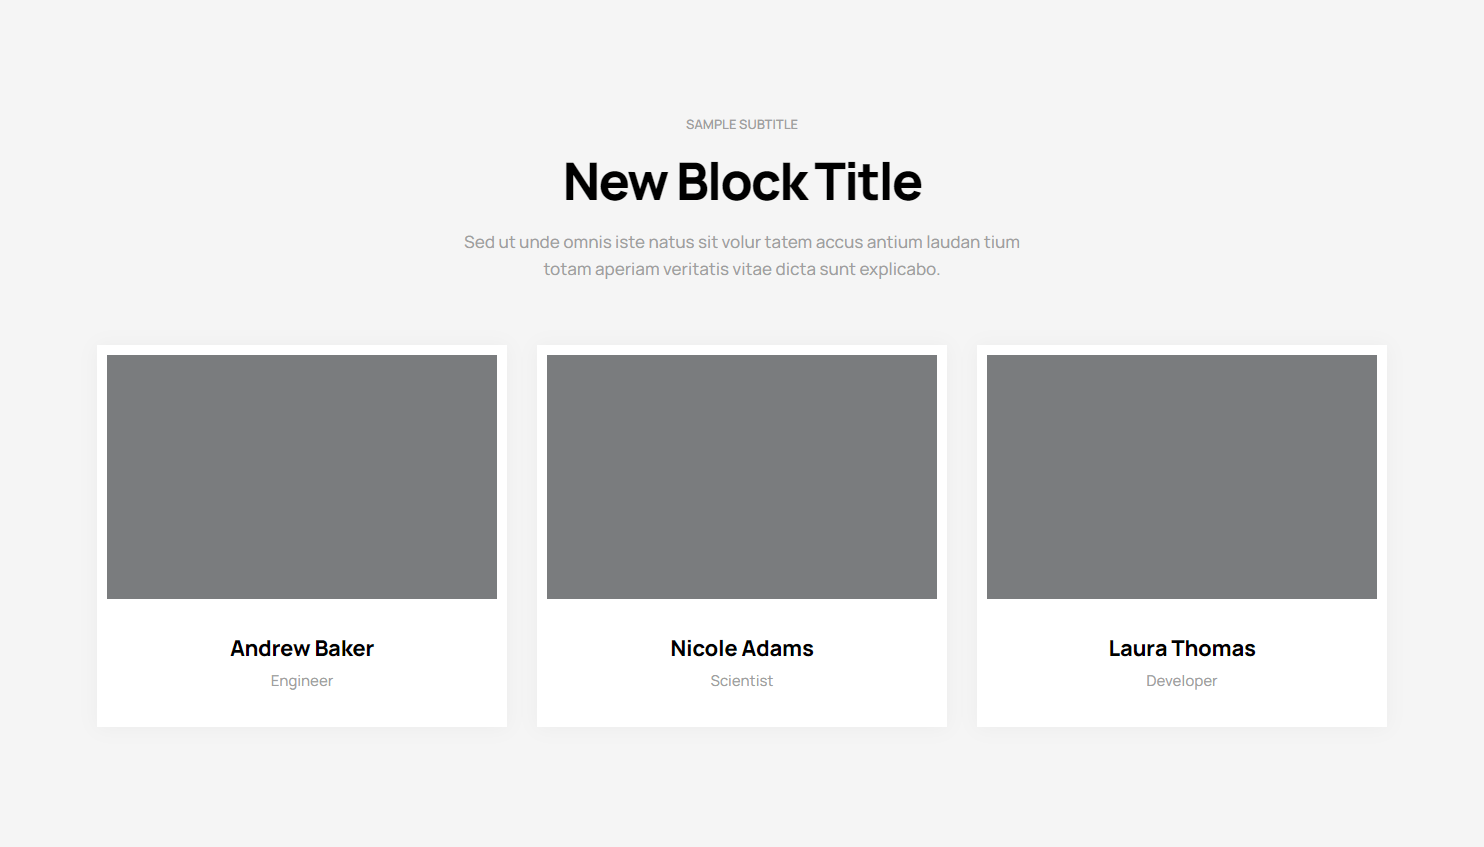 SAMPLE SUBTITLE
New Block Title
Sed ut unde omnis iste natus sit volur tatem accus antium laudan tium
totam aperiam veritatis vitae dicta sunt explicabo.
Andrew Baker
Engineer
Nicole Adams
Scientist
Laura Thomas
Developer